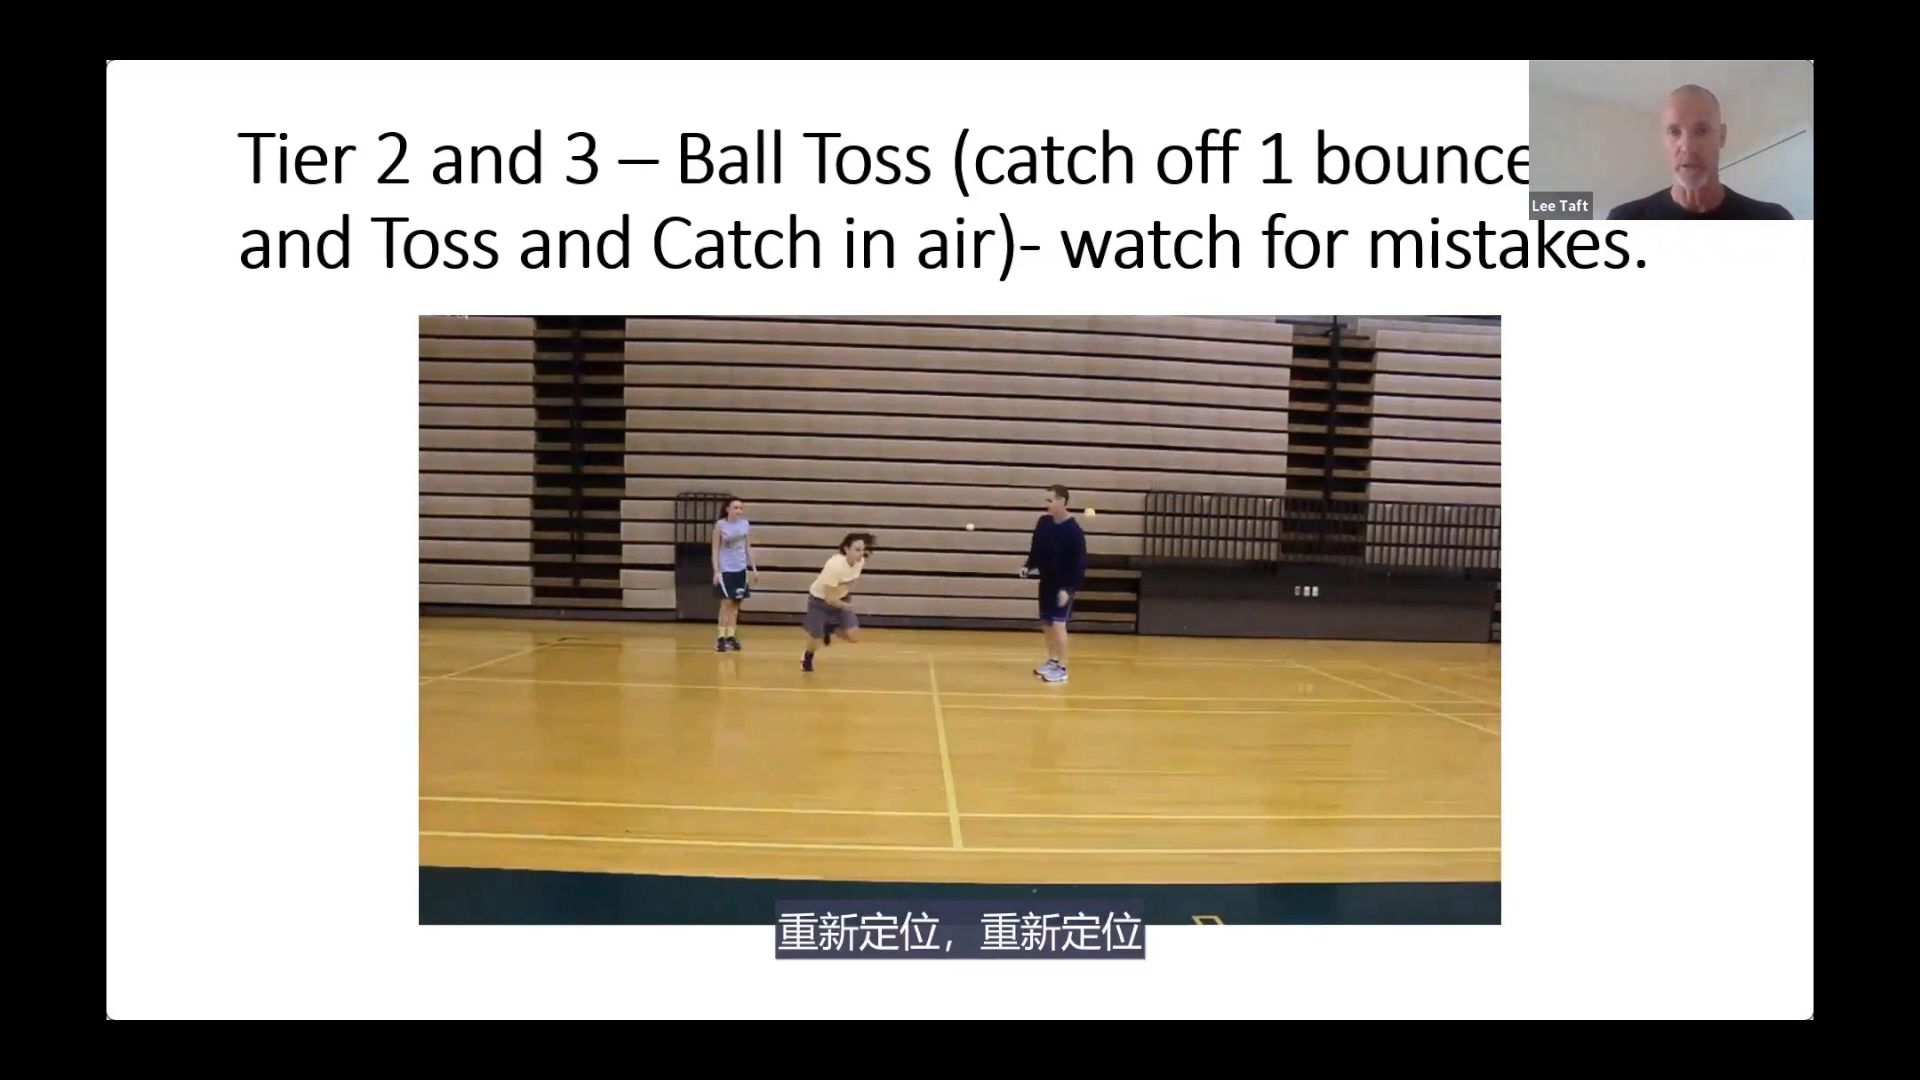 Tier 2 and 3 – Ball Toss (catch off 1 bounce
and Toss and Catch in air)- watch for mistakes.
Lee Taft
重新定位，重新定位